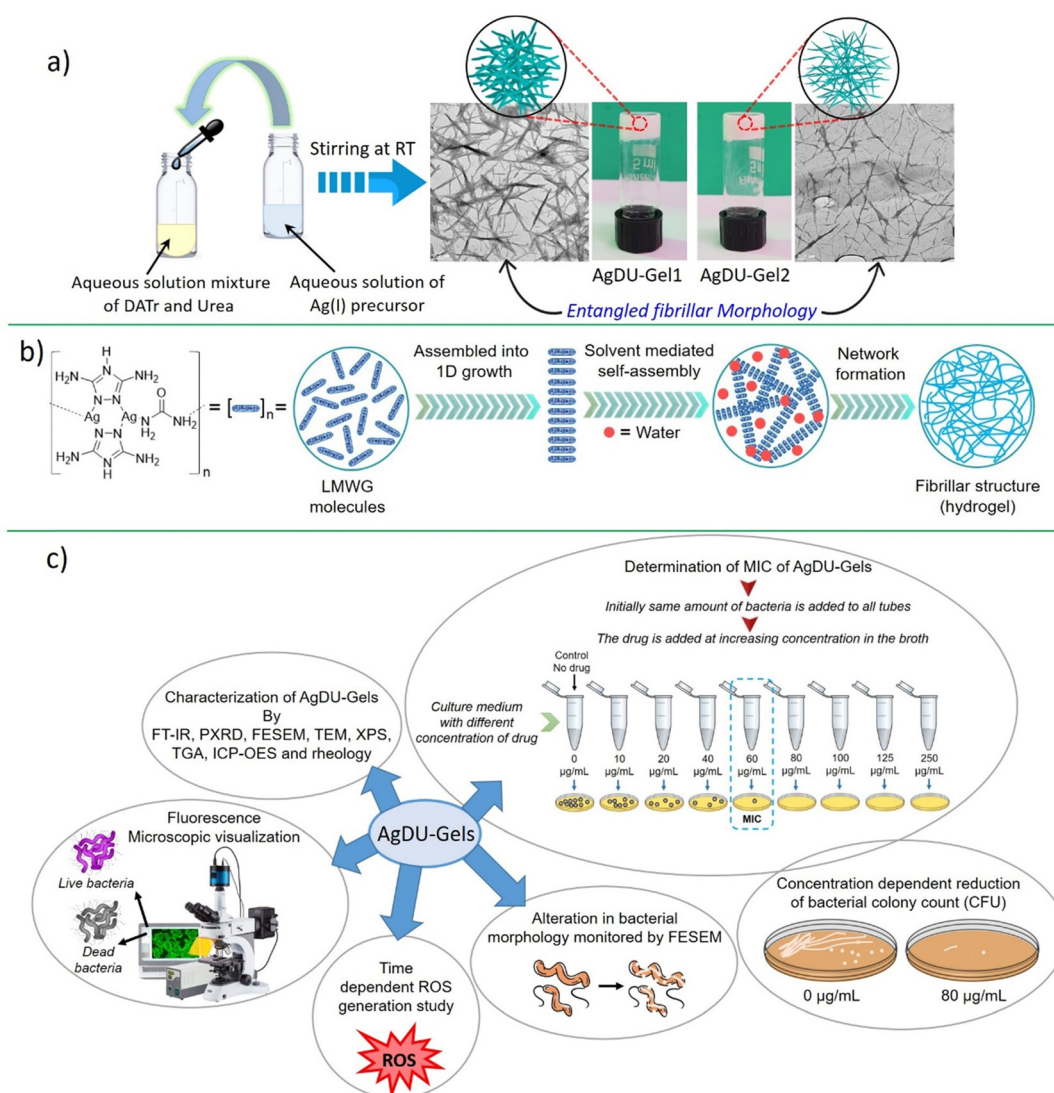 a)
Stirring at RT
Aqueous solution mixture
of DATr and Urea
Aqueous solution of
Ag(I) precursor
5 ml
5 ml
AgDU-Gel1
AgDU-Gel2
Entangled fibrillar Morphology
b)
H
N
NH2
NH2
N
N
Ag
Ag
O
N
H2
NH2
N
N
NH2
NH2
N
H
n
= [ ]n =
LMWG
molecules
Assembled into
1D growth
Solvent mediated
self-assembly
= Water
Network
formation
Fibrillar structure
(hydrogel)
c)
Determination of MIC of AgDU-Gels
Initially same amount of bacteria is added to all tubes
The drug is added at increasing concentration in the broth
Control
No drug
Culture medium
with different
concentration of drug
0 10 20 40 60 80 100 125 250
µg/mL µg/mL µg/mL µg/mL µg/mL µg/mL µg/mL µg/mL µg/mL
MIC
Characterization of AgDU-Gels
By
FT-IR, PXRD, FESEM, TEM, XPS,
TGA, ICP-OES and rheology
AgDU-Gels
Fluorescence
Microscopic visualization
Live bacteria
Dead
bacteria
Time
dependent ROS
generation study
ROS
Alteration in bacterial
morphology monitored by FESEM
Concentration dependent reduction
of bacterial colony count (CFU)
0 µg/mL
80 µg/mL